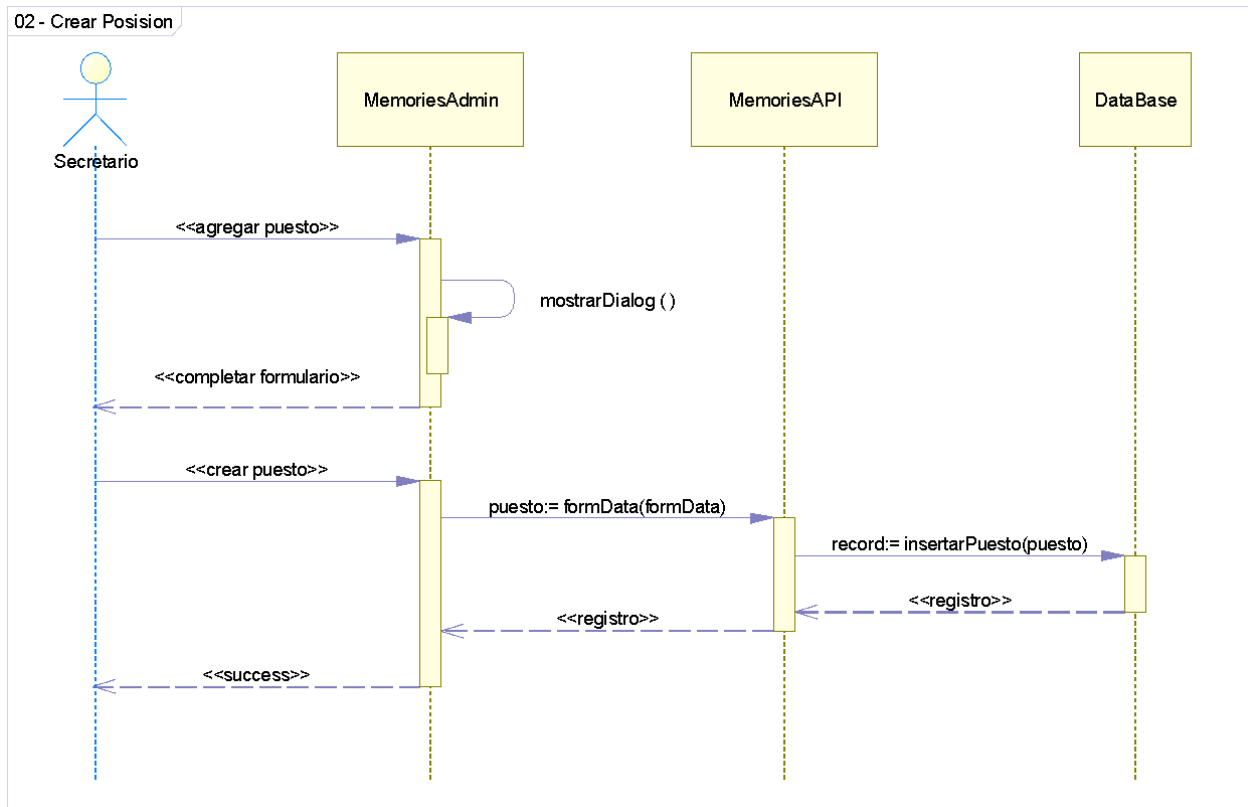 02 - Crear Posision
Secretario
MemoriesAdmin
MemoriesAPI
DataBase
<<agregar puesto>>
mostrarDialog ( )
<<completar formulario>>
<<crear puesto>>
puesto:= formData(formData)
record:= insertarPuesto(puesto)
<<registro>>
<<registro>>
<<success>>